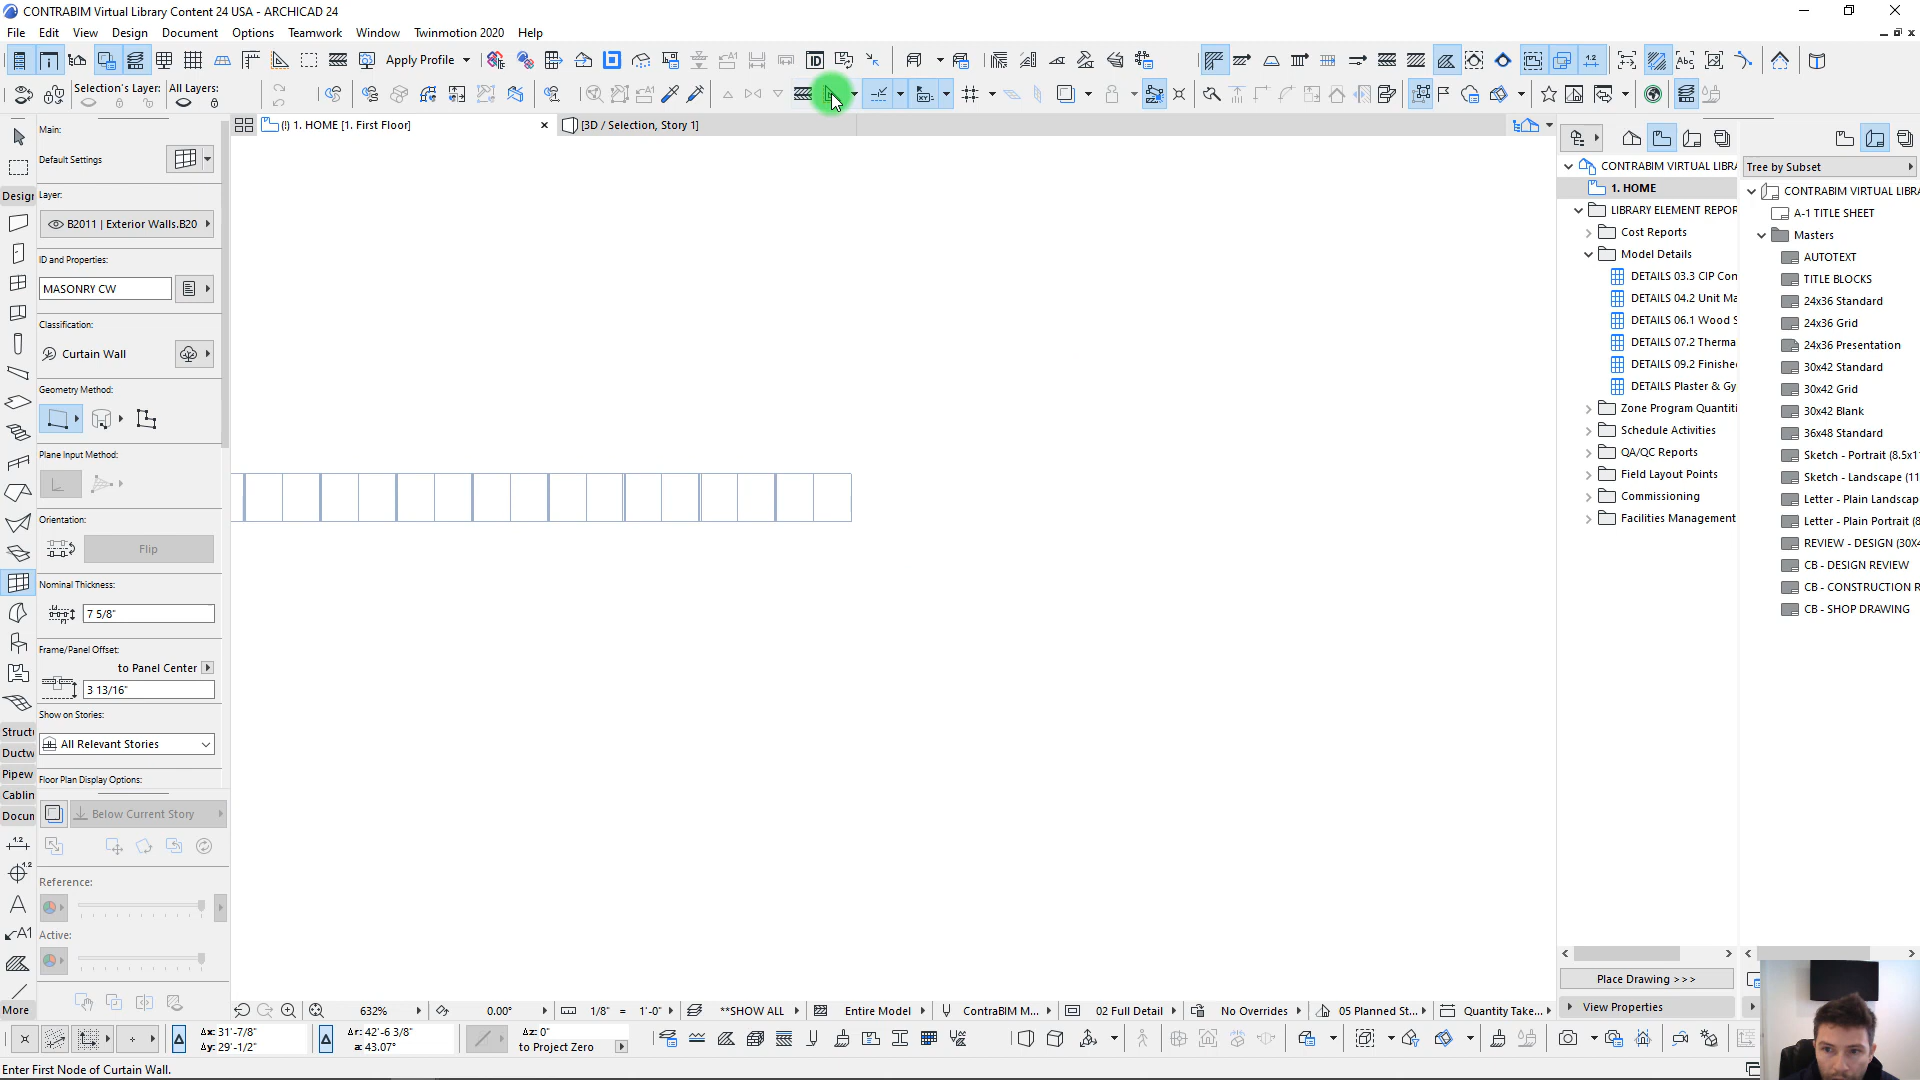 CONTRABIM Virtual Library Content 24 USA - ARCHICAD 24
File Edit View Design Document Options Teamwork Window Twinmotion 2020 Help
Apply Profile
Selection's Layer: All Layers:
(!) 1. HOME [1. First Floor]
[3D / Selection, Story 1]
Main:
Default Settings
Design
Layer:
B2011 | Exterior Walls.B20
ID and Properties:
MASONRY CW
Classification:
Curtain Wall
Geometry Method:
Plane Input Method:
Orientation:
Flip
Nominal Thickness:
7 5/8"
Frame/Panel Offset:
to Panel Center
3 13/16"
Show on Stories:
All Relevant Stories
Floor Plan Display Options:
Below Current Story
Reference:
Active:
Struct
Ductw
Pipew
Cablin
Docum
1.2
1.2
A1
More
CONTRABIM VIRTUAL LIBRA
1. HOME
LIBRARY ELEMENT REPOR
Cost Reports
Model Details
DETAILS 03.3 CIP Con
DETAILS 04.2 Unit Ma
DETAILS 06.1 Wood S
DETAILS 07.2 Therma
DETAILS 09.2 Finishe
DETAILS Plaster & Gy
Zone Program Quantiti
Schedule Activities
QA/QC Reports
Field Layout Points
Commissioning
Facilities Management
Place Drawing >>>
View Properties
Tree by Subset
CONTRABIM VIRTUAL LIBR
A-1 TITLE SHEET
Masters
AUTOTEXT
TITLE BLOCKS
24x36 Standard
24x36 Grid
24x36 Presentation
30x42 Standard
30x42 Grid
30x42 Blank
36x48 Standard
Sketch - Portrait (8.5x1
Sketch - Landscape (11
Letter - Plain Landscap
Letter - Plain Portrait (8
REVIEW - DESIGN (30X4
CB - DESIGN REVIEW
CB - CONSTRUCTION R
CB - SHOP DRAWING
632% 0.00° 1/8" = 1'-0" **SHOW ALL Entire Model ContraBIM M... 02 Full Detail No Overrides 05 Planned St... Quantity Take...
Δx: 31'-7/8"
Δy: 29'-1/2"
Δr: 42'-6 3/8"
a: 43.07°
Δz: 0"
to Project Zero
Enter First Node of Curtain Wall.